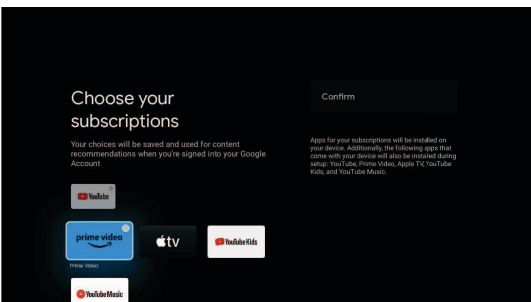 Choose your
subscriptions
Your choices will be saved and used for content
recommendations when you're signed into your Google
Account
YouTube
prime video
tv
YouTube Kids
Prime Video
YouTube Music
Confirm
Apps for your subscriptions will be installed on
your device. Additionally, the following apps that
come with your device will also be installed during
setup: YouTube, Prime Video, Apple TV, YouTube
Kids, and YouTube Music.